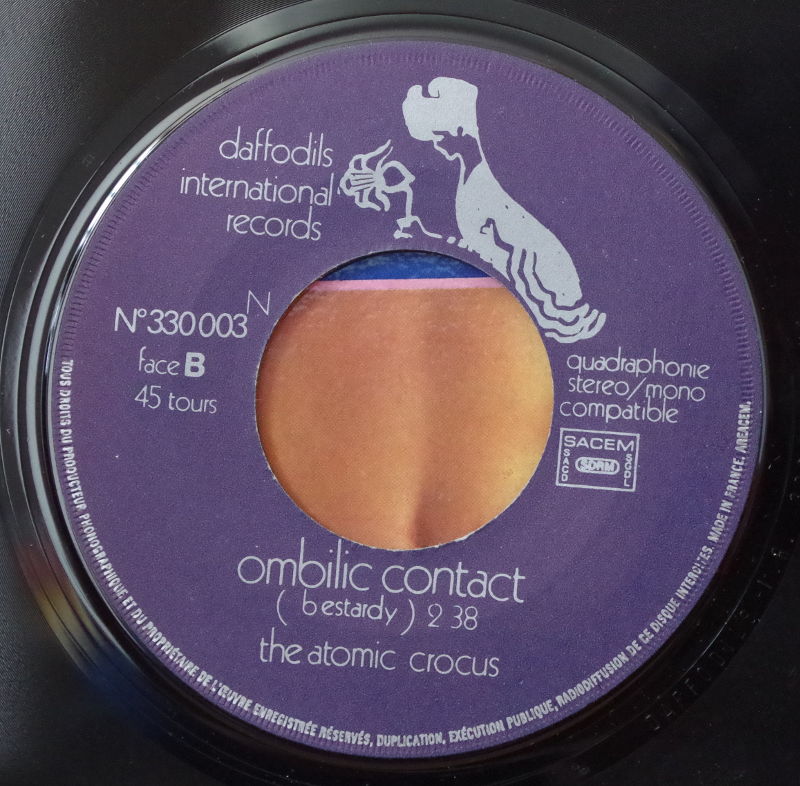 daffodils
international
records
N° 330 003 N
face B
45 tours
quadraphonie
stereo/mono
compatible
SACEM
SACD SDRM SGDL
ombilic contact
( bestardy ) 2 38
the atomic crocus
TOUS DROITS DU PRODUCTEUR PHONOGRAPHIQUE ET DU PROPRIÉTAIRE DE L'ŒUVRE ENREGISTRÉE RÉSERVÉS, DUPLICATION, EXÉCUTION PUBLIQUE, RADIODIFFUSION DE CE DISQUE INTERDITES. MADE IN FRANCE. AREACEM.